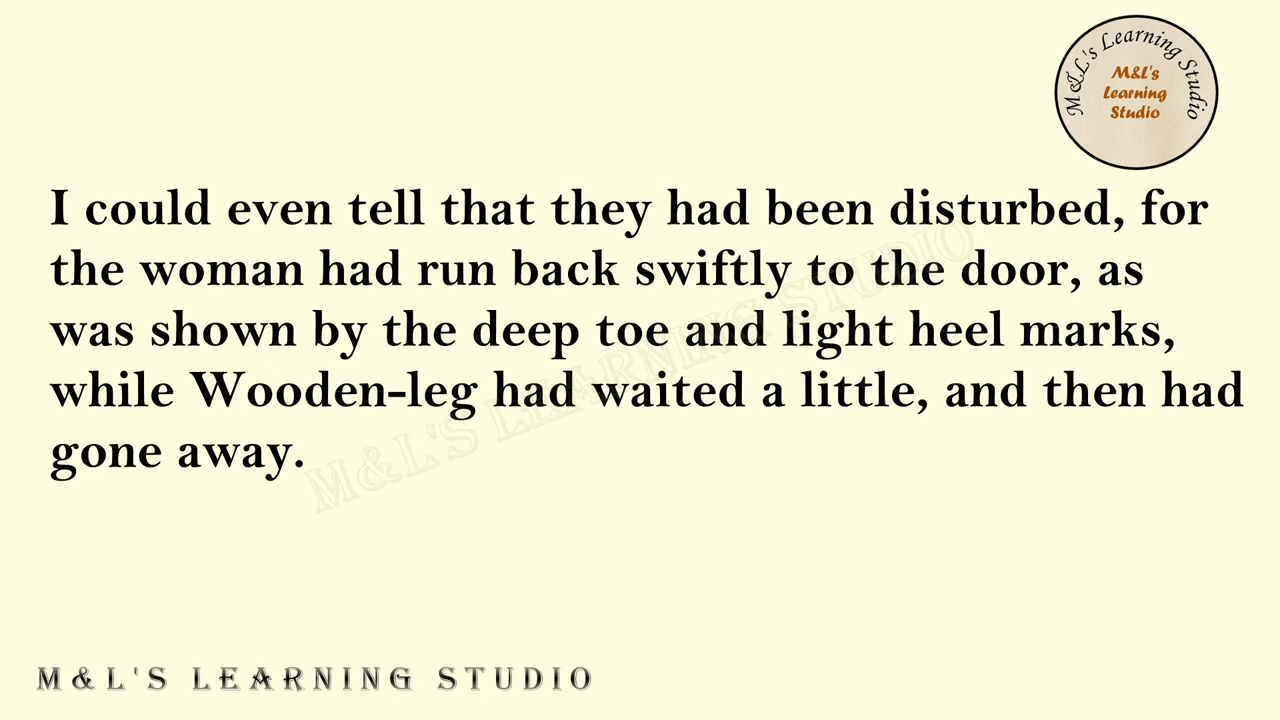 M&L's Learning Studio
M&L's
Learning
Studio
I could even tell that they had been disturbed, for
the woman had run back swiftly to the door, as
was shown by the deep toe and light heel marks,
while Wooden-leg had waited a little, and then had
gone away.
M&L'S LEARNING STUDIO
M&L'S LEARNING STUDIO